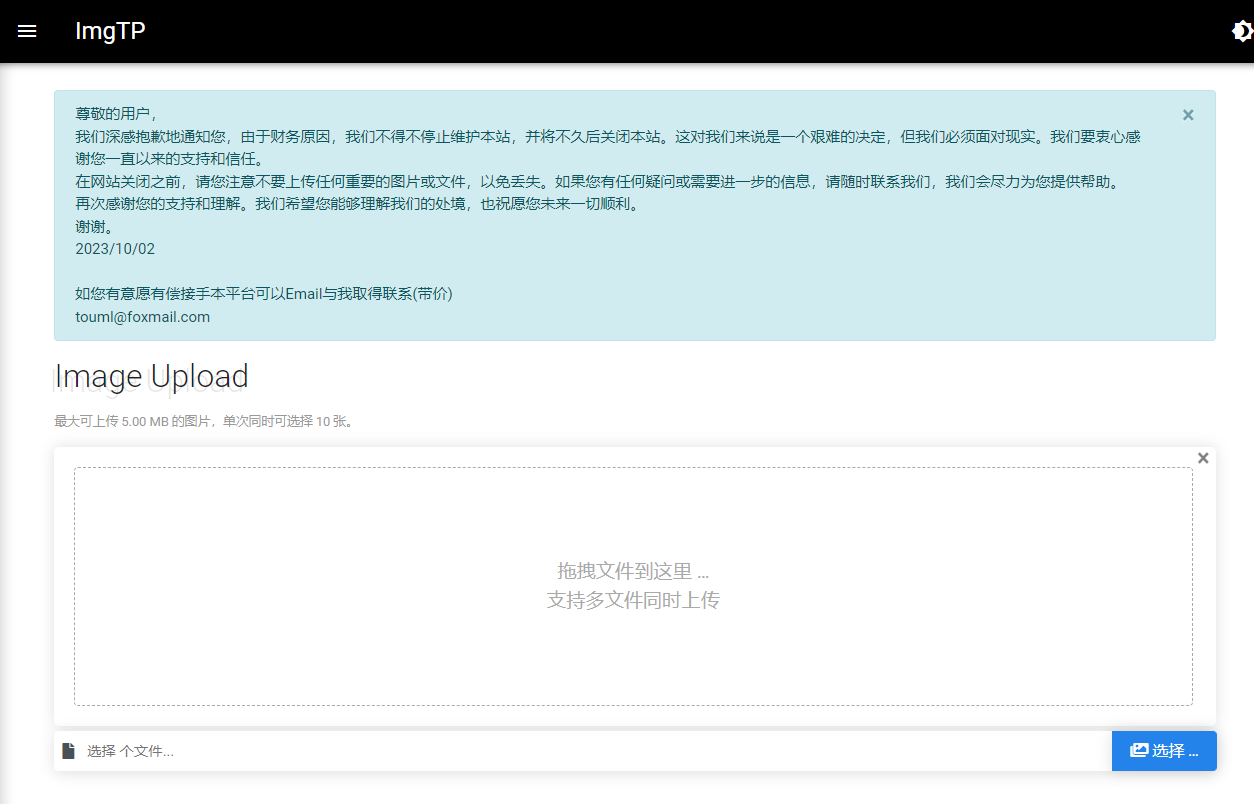 ImgTP
尊敬的用户，
我们深感抱歉地通知您，由于财务原因，我们不得不停止维护本站，并将不久后关闭本站。这对我们来说是一个艰难的决定，但我们必须面对现实。我们要衷心感
谢您一直以来的支持和信任。
在网站关闭之前，请您注意不要上传任何重要的图片或文件，以免丢失。如果您有任何疑问或需要进一步的信息，请随时联系我们，我们会尽力为您提供帮助。
再次感谢您的支持和理解。我们希望您能够理解我们的处境，也祝愿您未来一切顺利。
谢谢。
2023/10/02
如您有意愿有偿接手本平台可以Email与我取得联系(带价)
touml@foxmail.com
Image Upload
最大可上传 5.00 MB 的图片，单次同时可选择 10 张。
拖拽文件到这里 ...
支持多文件同时上传
选择 个文件...
选择 ...